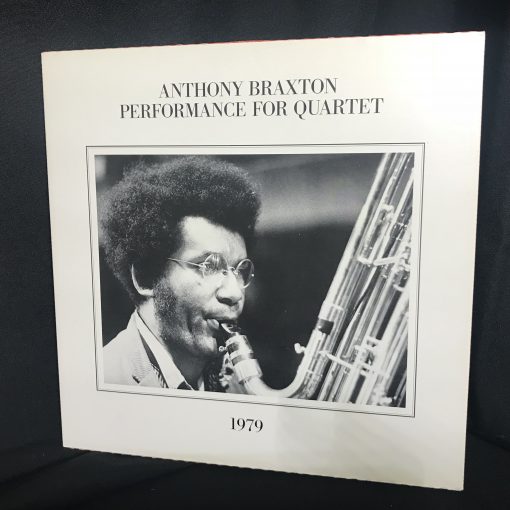 ANTHONY BRAXTON
PERFORMANCE FOR QUARTET
1979